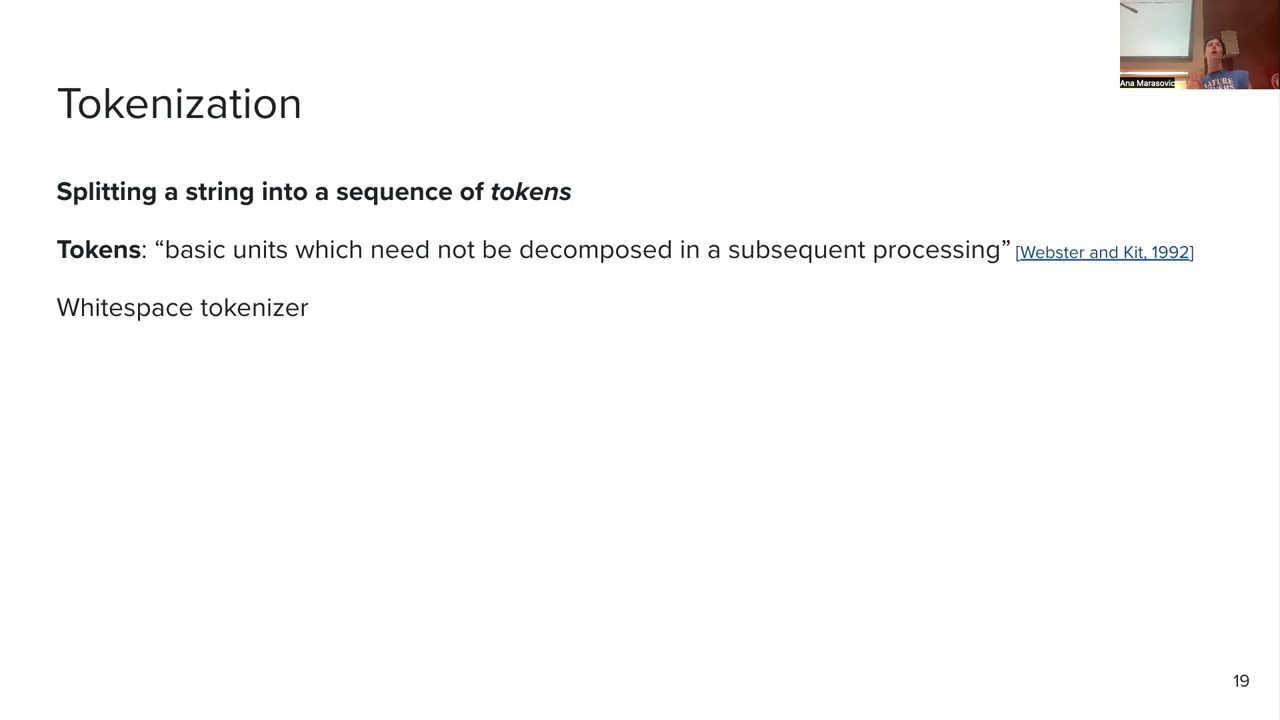 Ana Marasovic
Tokenization
Splitting a string into a sequence of tokens
Tokens: “basic units which need not be decomposed in a subsequent processing” [Webster and Kit, 1992]
Whitespace tokenizer
19